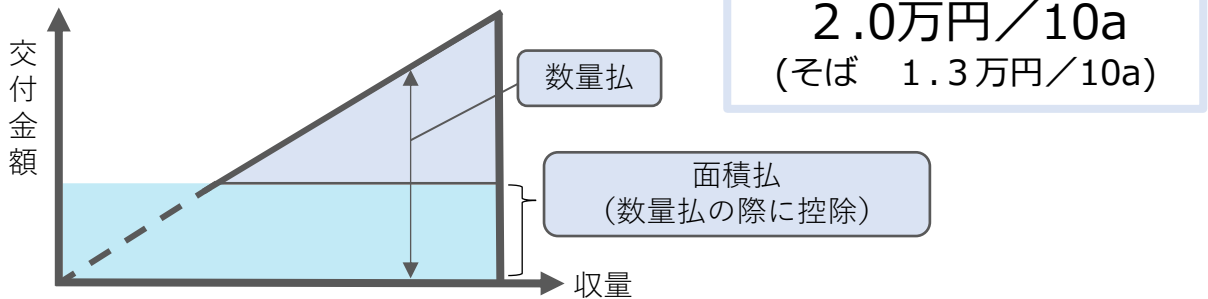 ２.0万円／10a
(そば　１.３万円／10a)
交付金額
数量払
面積払
（数量払の際に控除）
収量